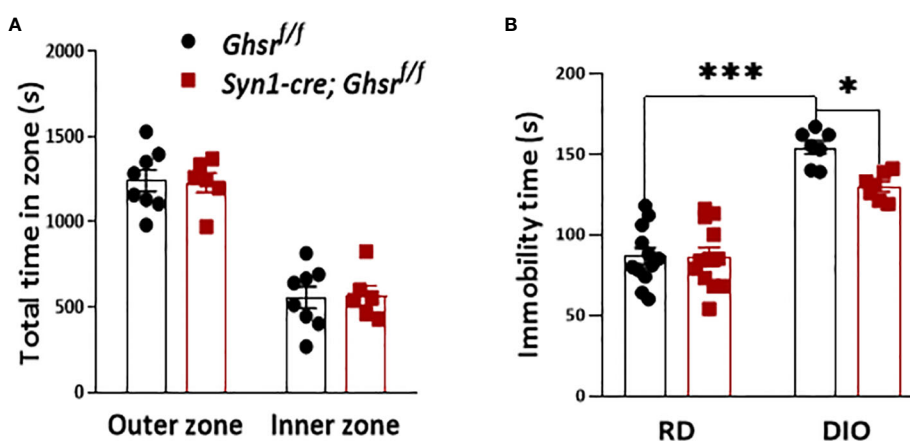 A
Total time in zone (s)
2000
1500
1000
500
0
Ghsr^f/f
Syn1-cre; Ghsr^f/f
Outer zone Inner zone
B
Immobility time (s)
200
150
100
50
0
***
*
RD DIO